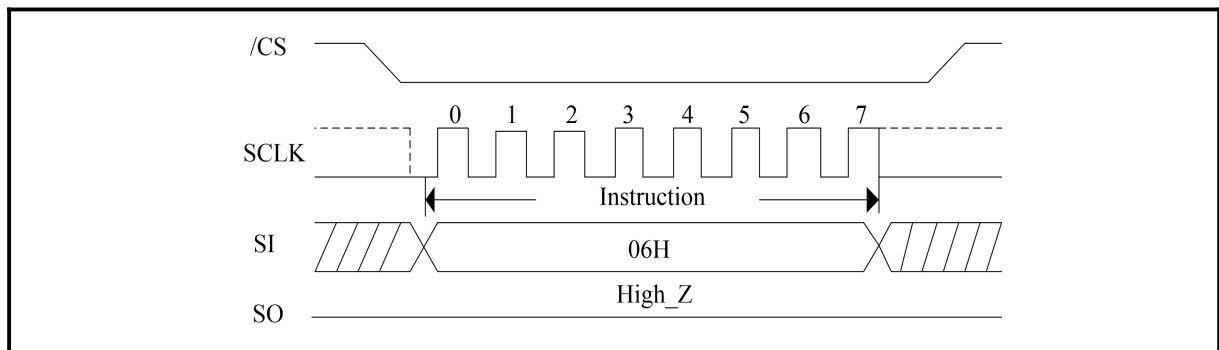 /CS
0 1 2 3 4 5 6 7
SCLK
Instruction
SI
06H
High_Z
SO